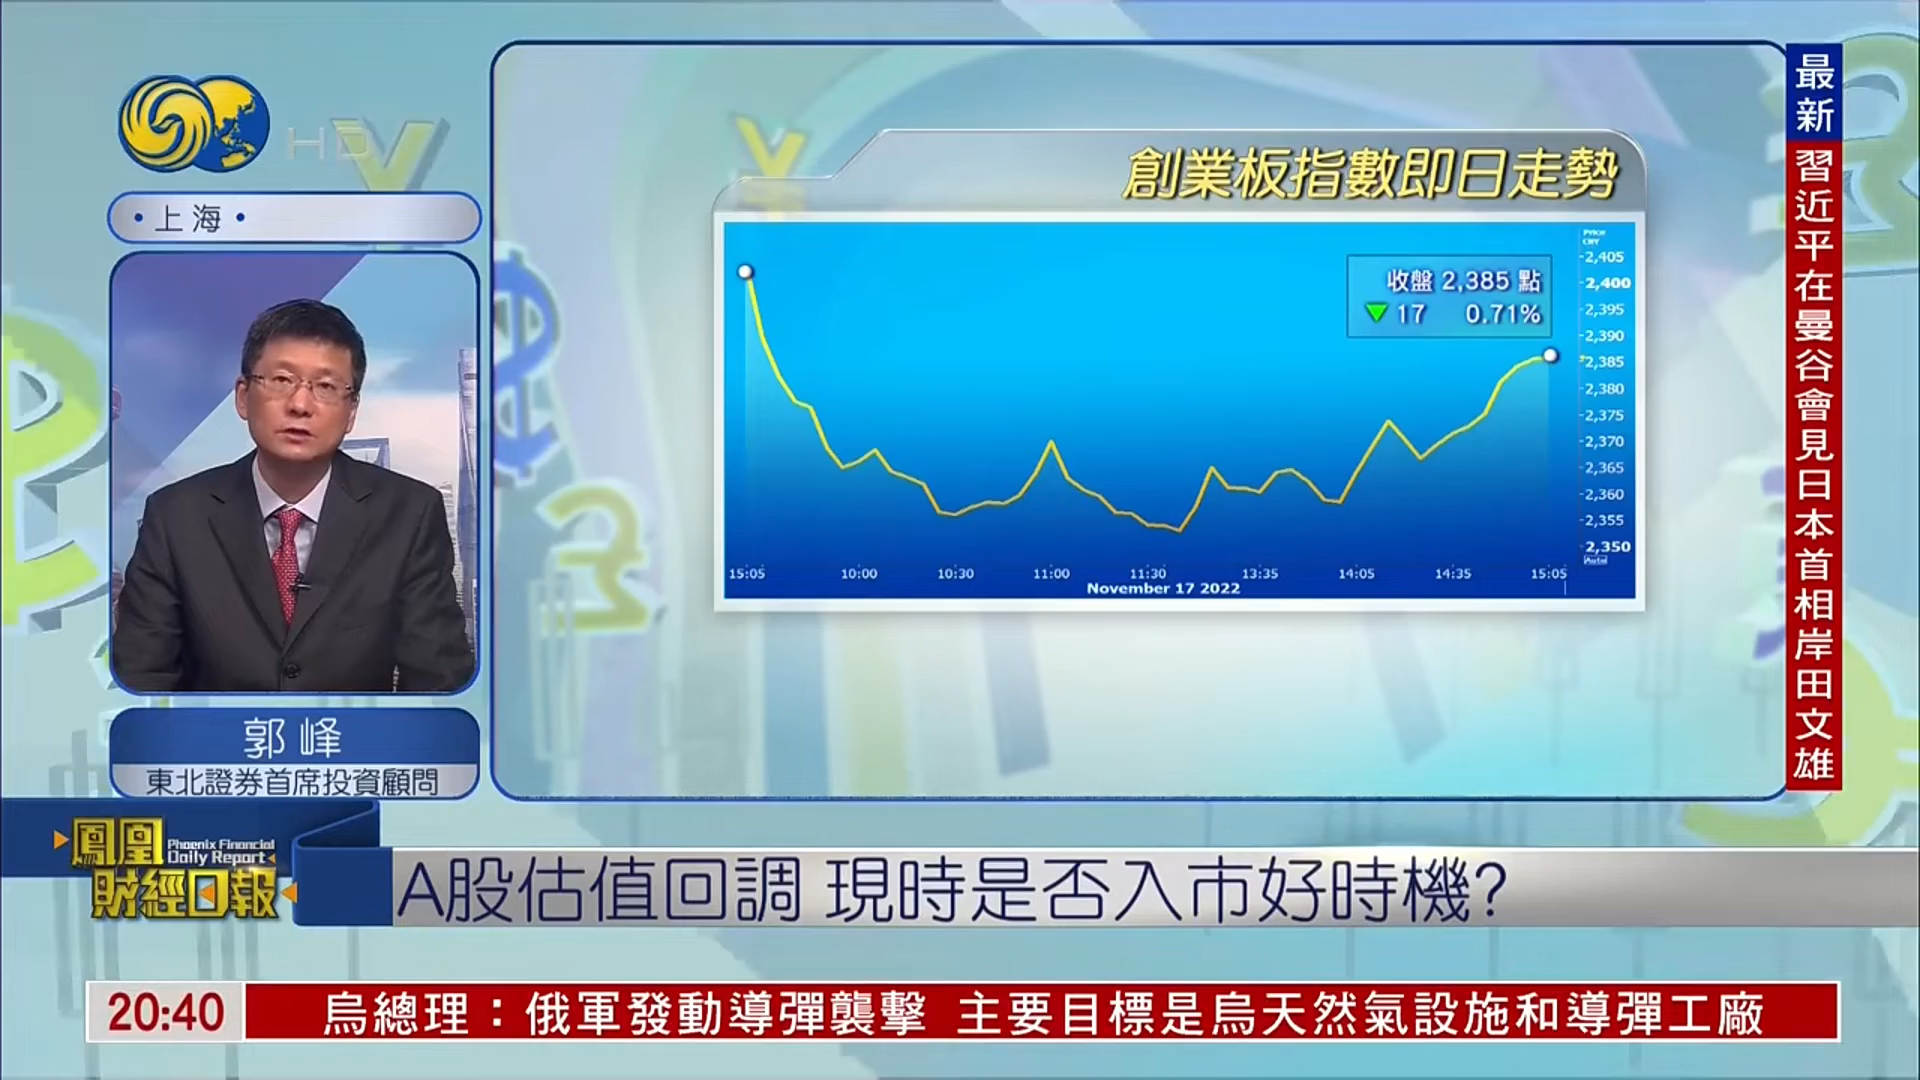 HD
• 上海 •
郭峰
東北證券首席投資顧問
創業板指數即日走勢
收盤 2,385 點
▼ 17 0.71%
Price
CNY
2,405
2,400
2,395
2,390
2,385
2,380
2,375
2,370
2,365
2,360
2,355
2,350
Auto
15:05 10:00 10:30 11:00 11:30 13:35 14:05 14:35 15:05
November 17 2022
最新
習近平在曼谷會見日本首相岸田文雄
鳳凰 Phoenix Financial
Daily Report
財經日報
A股估值回調 現時是否入市好時機?
20:40 烏總理：俄軍發動導彈襲擊 主要目標是烏天然氣設施和導彈工廠